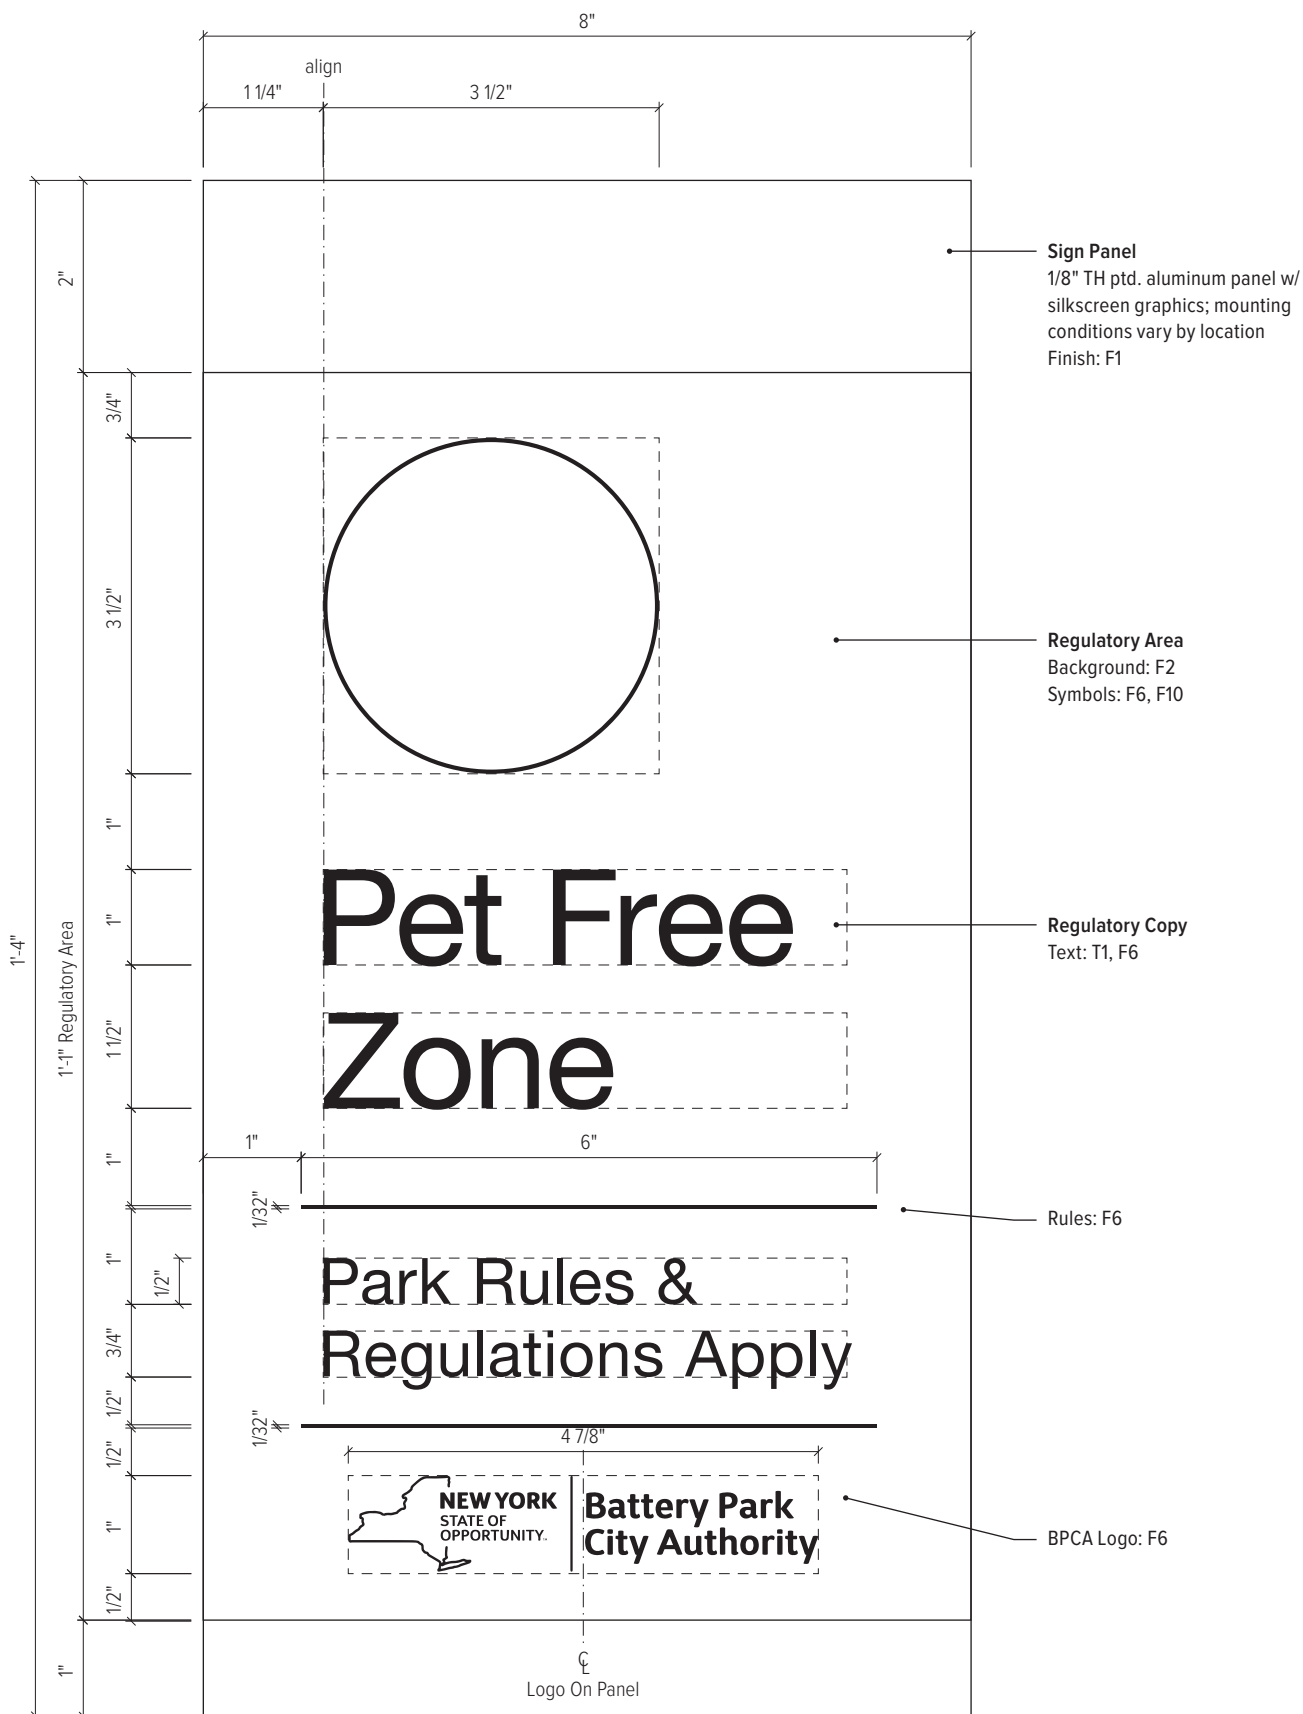 8"
align
1 1/4"
3 1/2"
Sign Panel
1/8" TH ptd. aluminum panel w/
silkscreen graphics; mounting
conditions vary by location
Finish: F1
2"
3/4"
3 1/2"
Regulatory Area
Background: F2
Symbols: F6, F10
1"
Pet Free
1"
Regulatory Copy
Text: T1, F6
1'-4"
1'-1" Regulatory Area
Zone
1 1/2"
1"
1"
6"
1/32"
Rules: F6
1"
1/2"
Park Rules &
3/4"
Regulations Apply
1/2"
1/32"
4 7/8"
1/2"
NEW YORK
STATE OF
OPPORTUNITY™
Battery Park
City Authority
1"
BPCA Logo: F6
1/2"
1"
℄
Logo On Panel